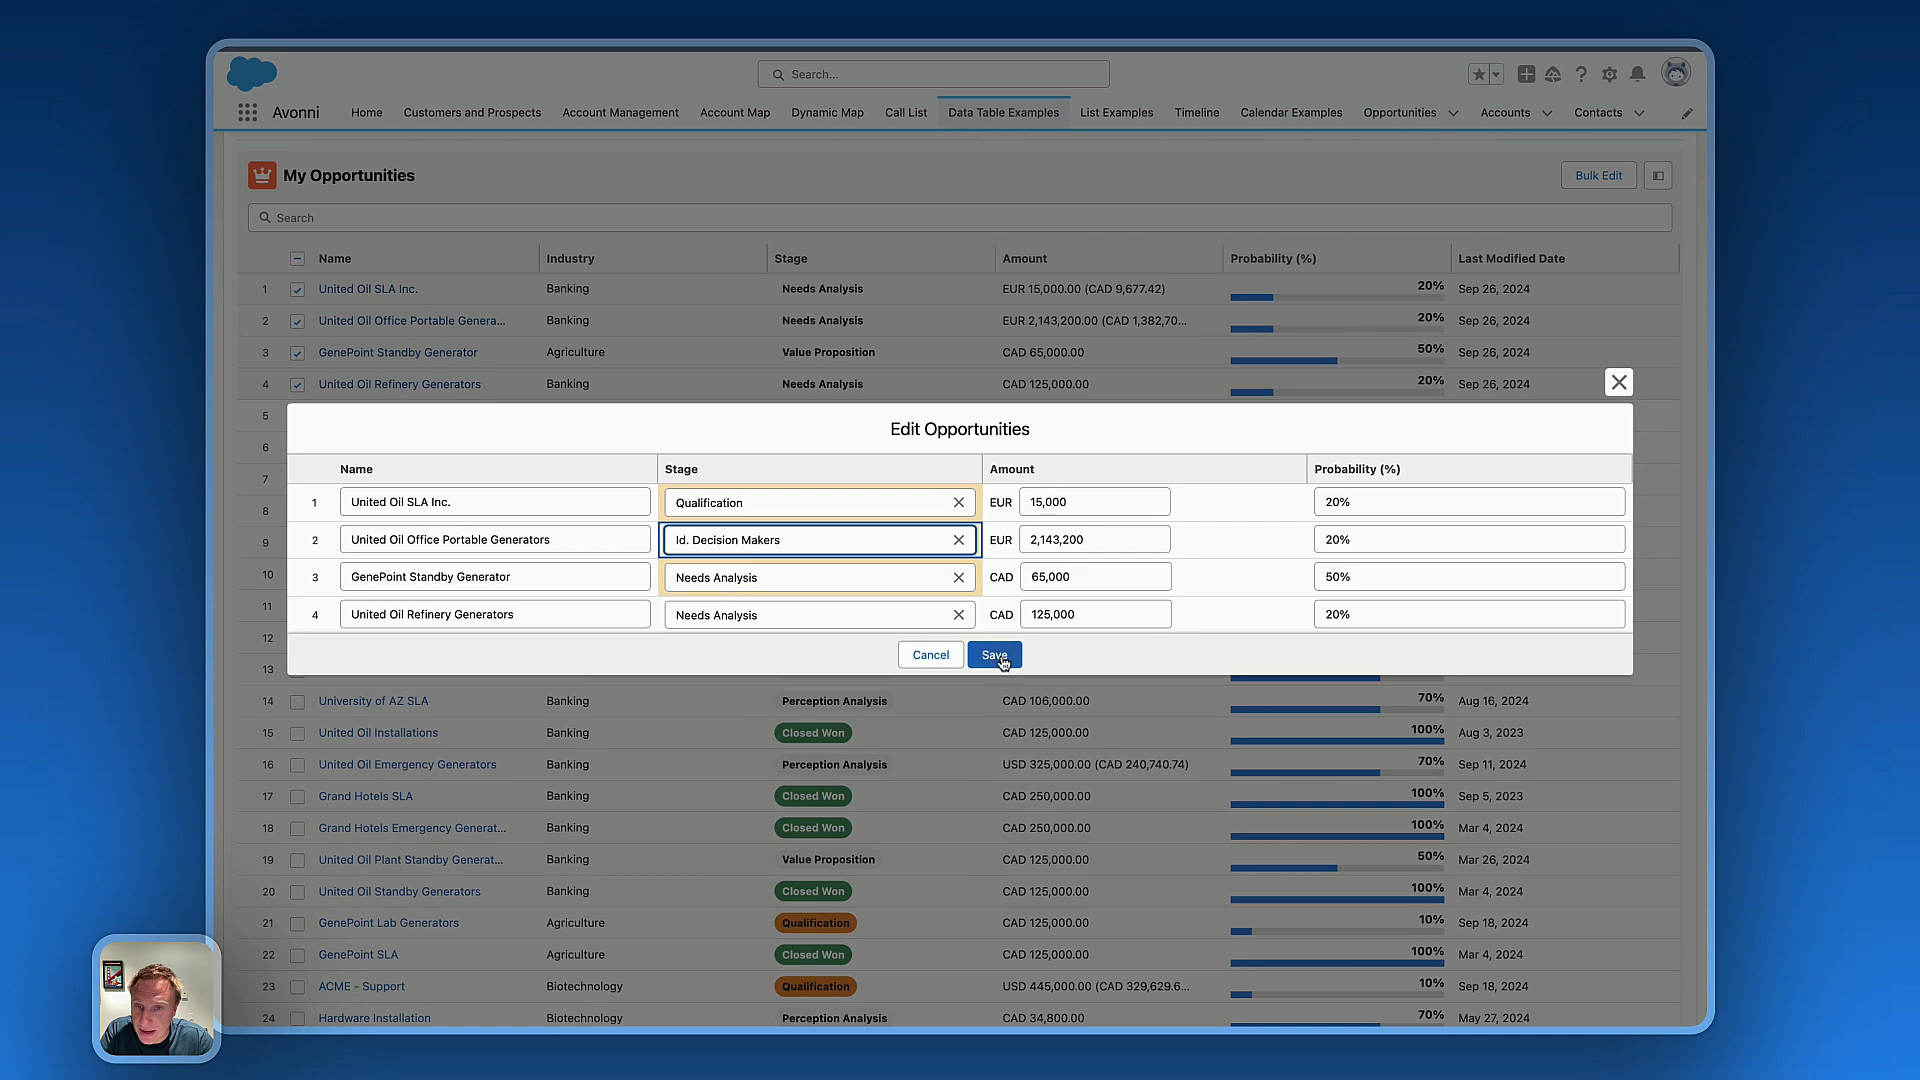 Search...
Avonni Home Customers and Prospects Account Management Account Map Dynamic Map Call List Data Table Examples List Examples Timeline Calendar Examples Opportunities Accounts Contacts
My Opportunities Bulk Edit
Search
Name Industry Stage Amount Probability (%) Last Modified Date
1 United Oil SLA Inc. Banking Needs Analysis EUR 15,000.00 (CAD 9,677.42) 20% Sep 26, 2024
2 United Oil Office Portable Genera... Banking Needs Analysis EUR 2,143,200.00 (CAD 1,382,70... 20% Sep 26, 2024
3 GenePoint Standby Generator Agriculture Value Proposition CAD 65,000.00 50% Sep 26, 2024
4 United Oil Refinery Generators Banking Needs Analysis CAD 125,000.00 20% Sep 26, 2024
5
6
7
8
9
10
11
12
13
Edit Opportunities
Name Stage Amount Probability (%)
1 United Oil SLA Inc. Qualification EUR 15,000 20%
2 United Oil Office Portable Generators Id. Decision Makers EUR 2,143,200 20%
3 GenePoint Standby Generator Needs Analysis CAD 65,000 50%
4 United Oil Refinery Generators Needs Analysis CAD 125,000 20%
Cancel Save
14 University of AZ SLA Banking Perception Analysis CAD 106,000.00 70% Aug 16, 2024
15 United Oil Installations Banking Closed Won CAD 125,000.00 100% Aug 3, 2023
16 United Oil Emergency Generators Banking Perception Analysis USD 325,000.00 (CAD 240,740.74) 70% Sep 11, 2024
17 Grand Hotels SLA Banking Closed Won CAD 250,000.00 100% Sep 5, 2023
18 Grand Hotels Emergency Generat... Banking Closed Won CAD 250,000.00 100% Mar 4, 2024
19 United Oil Plant Standby Generat... Banking Value Proposition CAD 125,000.00 50% Mar 26, 2024
20 United Oil Standby Generators Banking Closed Won CAD 125,000.00 100% Mar 4, 2024
21 GenePoint Lab Generators Agriculture Qualification CAD 125,000.00 10% Sep 18, 2024
22 GenePoint SLA Agriculture Closed Won CAD 125,000.00 100% Mar 4, 2024
23 ACME - Support Biotechnology Qualification USD 445,000.00 (CAD 329,629.6... 10% Sep 18, 2024
24 Hardware Installation Biotechnology Perception Analysis CAD 34,800.00 70% May 27, 2024